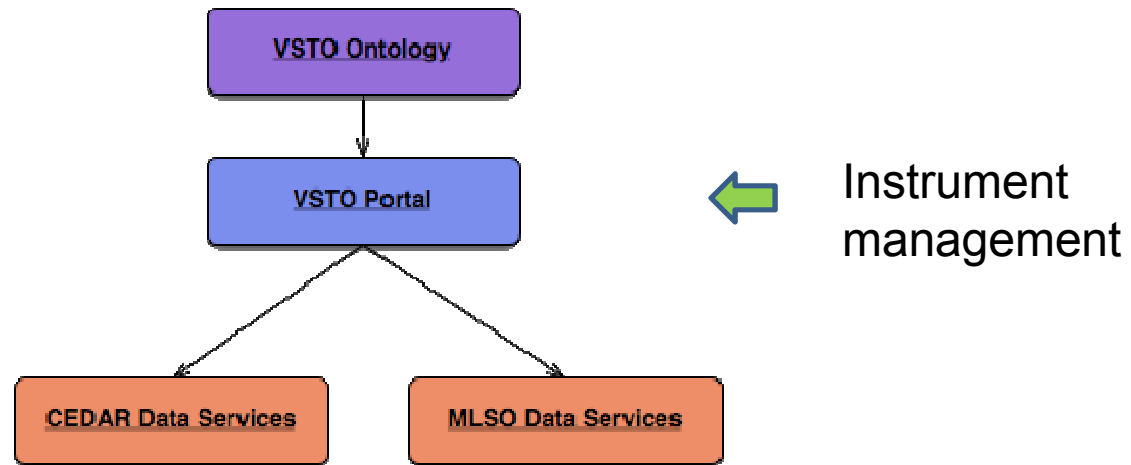 VSTO Ontology
VSTO Portal
Instrument
management
CEDAR Data Services
MLSO Data Services